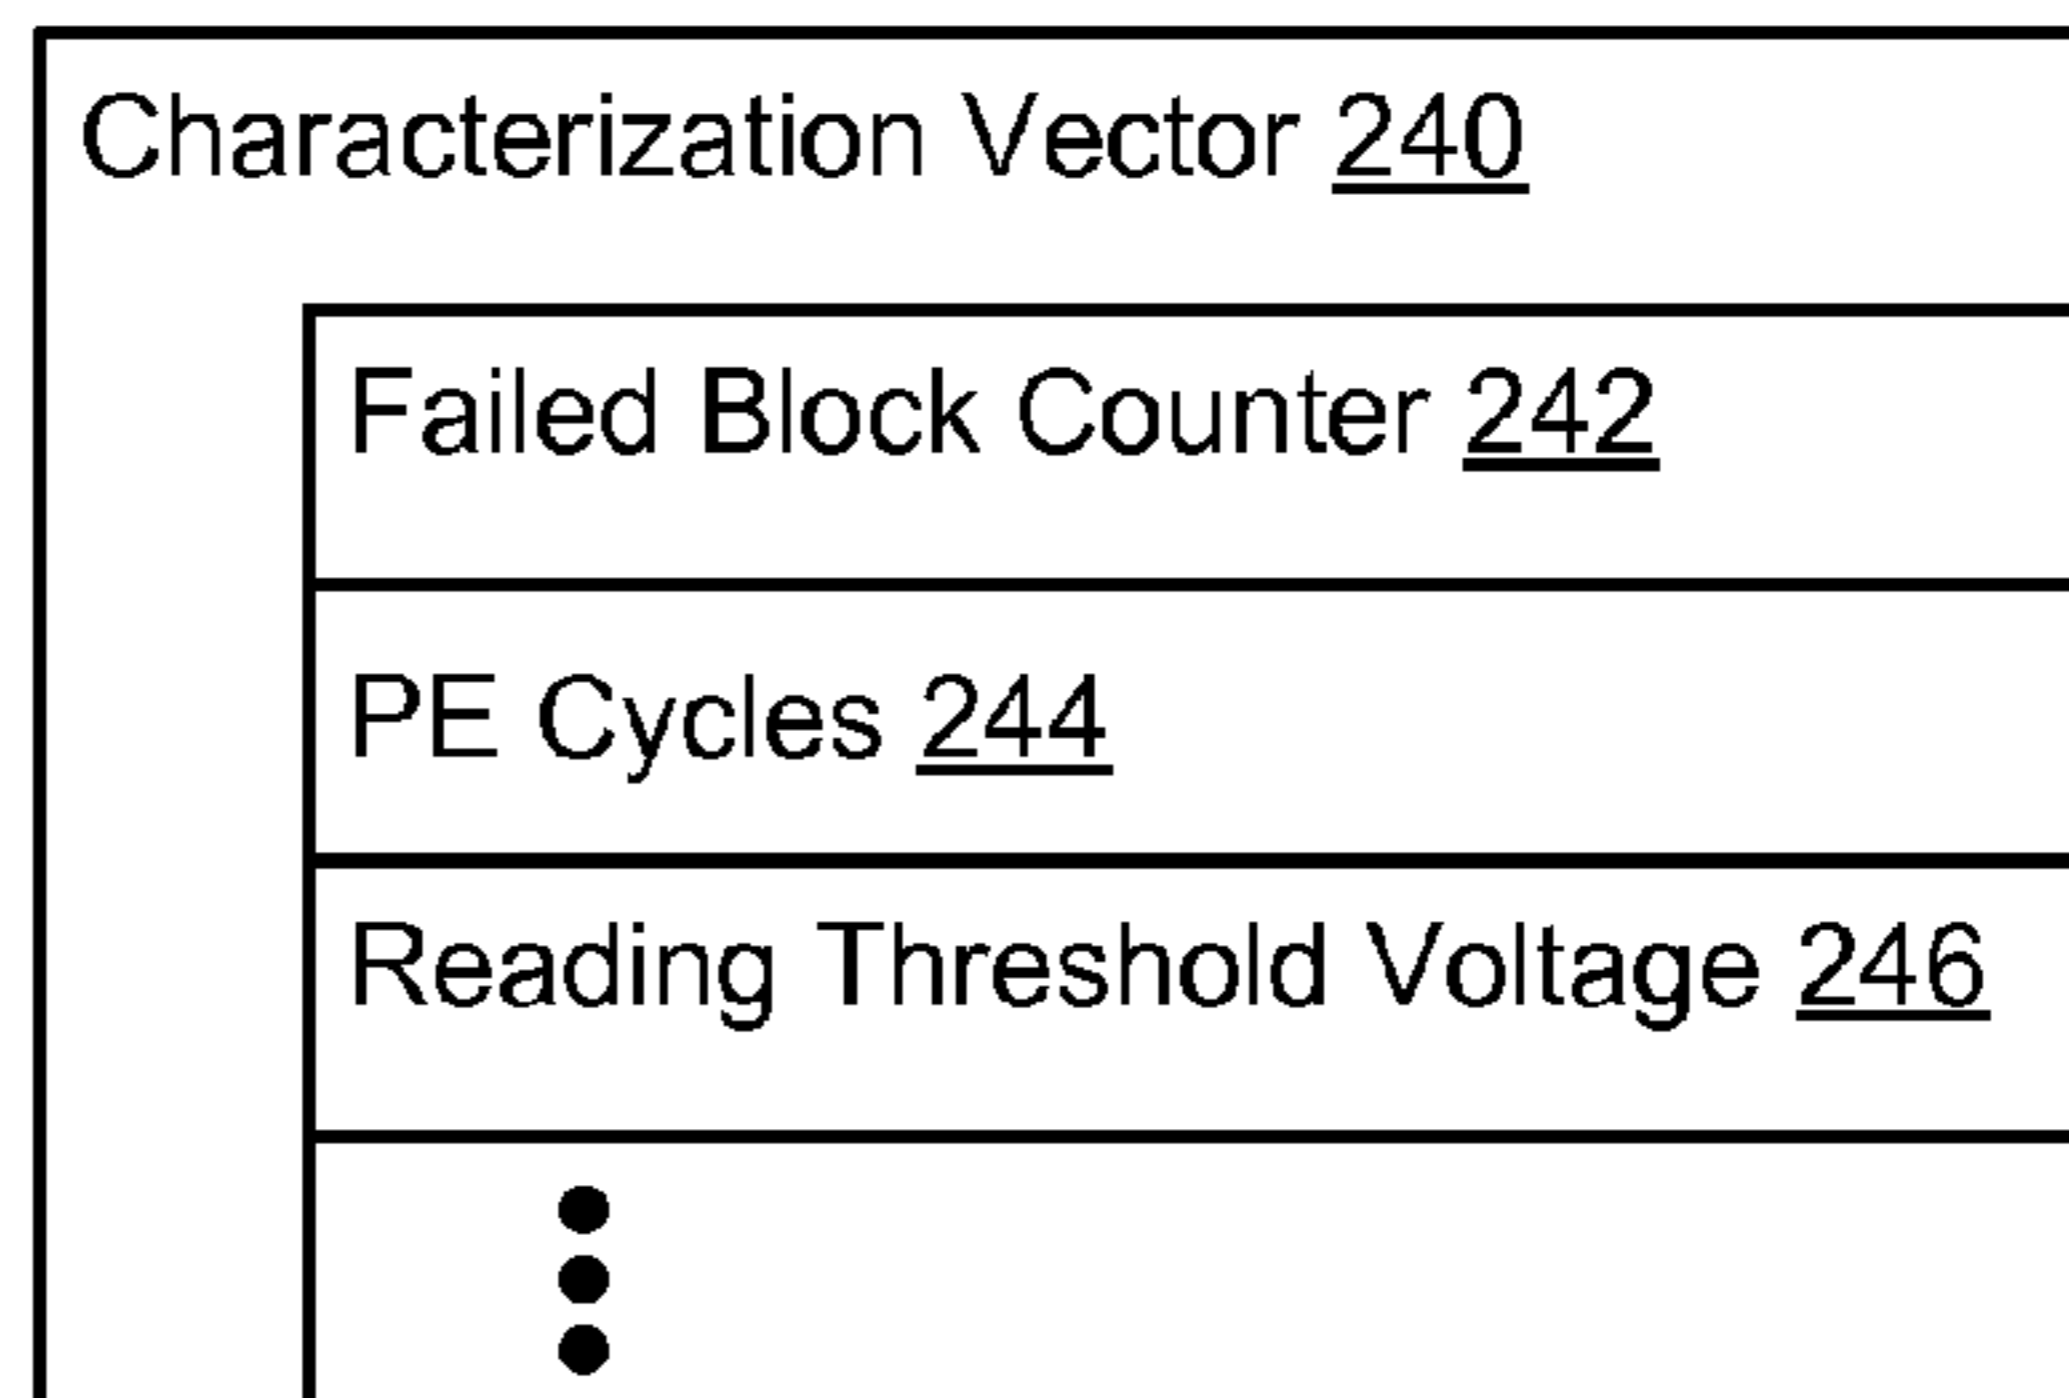 Characterization Vector 240
Failed Block Counter 242
PE Cycles 244
Reading Threshold Voltage 246